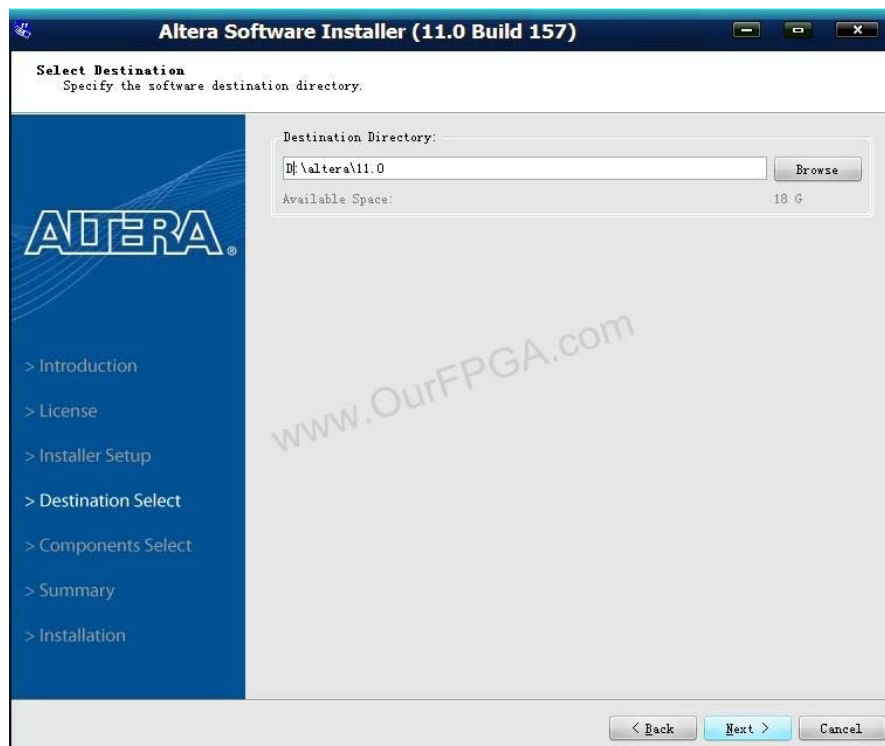 Altera Software Installer (11.0 Build 157)
Select Destination
Specify the software destination directory.
Destination Directory:
D:\altera\11.0
Browse
Available Space:
18 G
ALTERA®
www.OurFPGA.com
> Introduction
> License
> Installer Setup
> Destination Select
> Components Select
> Summary
> Installation
< Back
Next >
Cancel